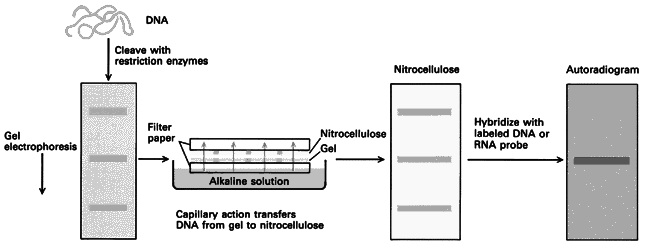 DNA
Cleave with
restriction enzymes
Gel
electrophoresis
Filter
paper
Nitrocellulose
Gel
Alkaline solution
Capillary action transfers
DNA from gel to nitrocellulose
Nitrocellulose
Hybridize with
labeled DNA or
RNA probe
Autoradiogram